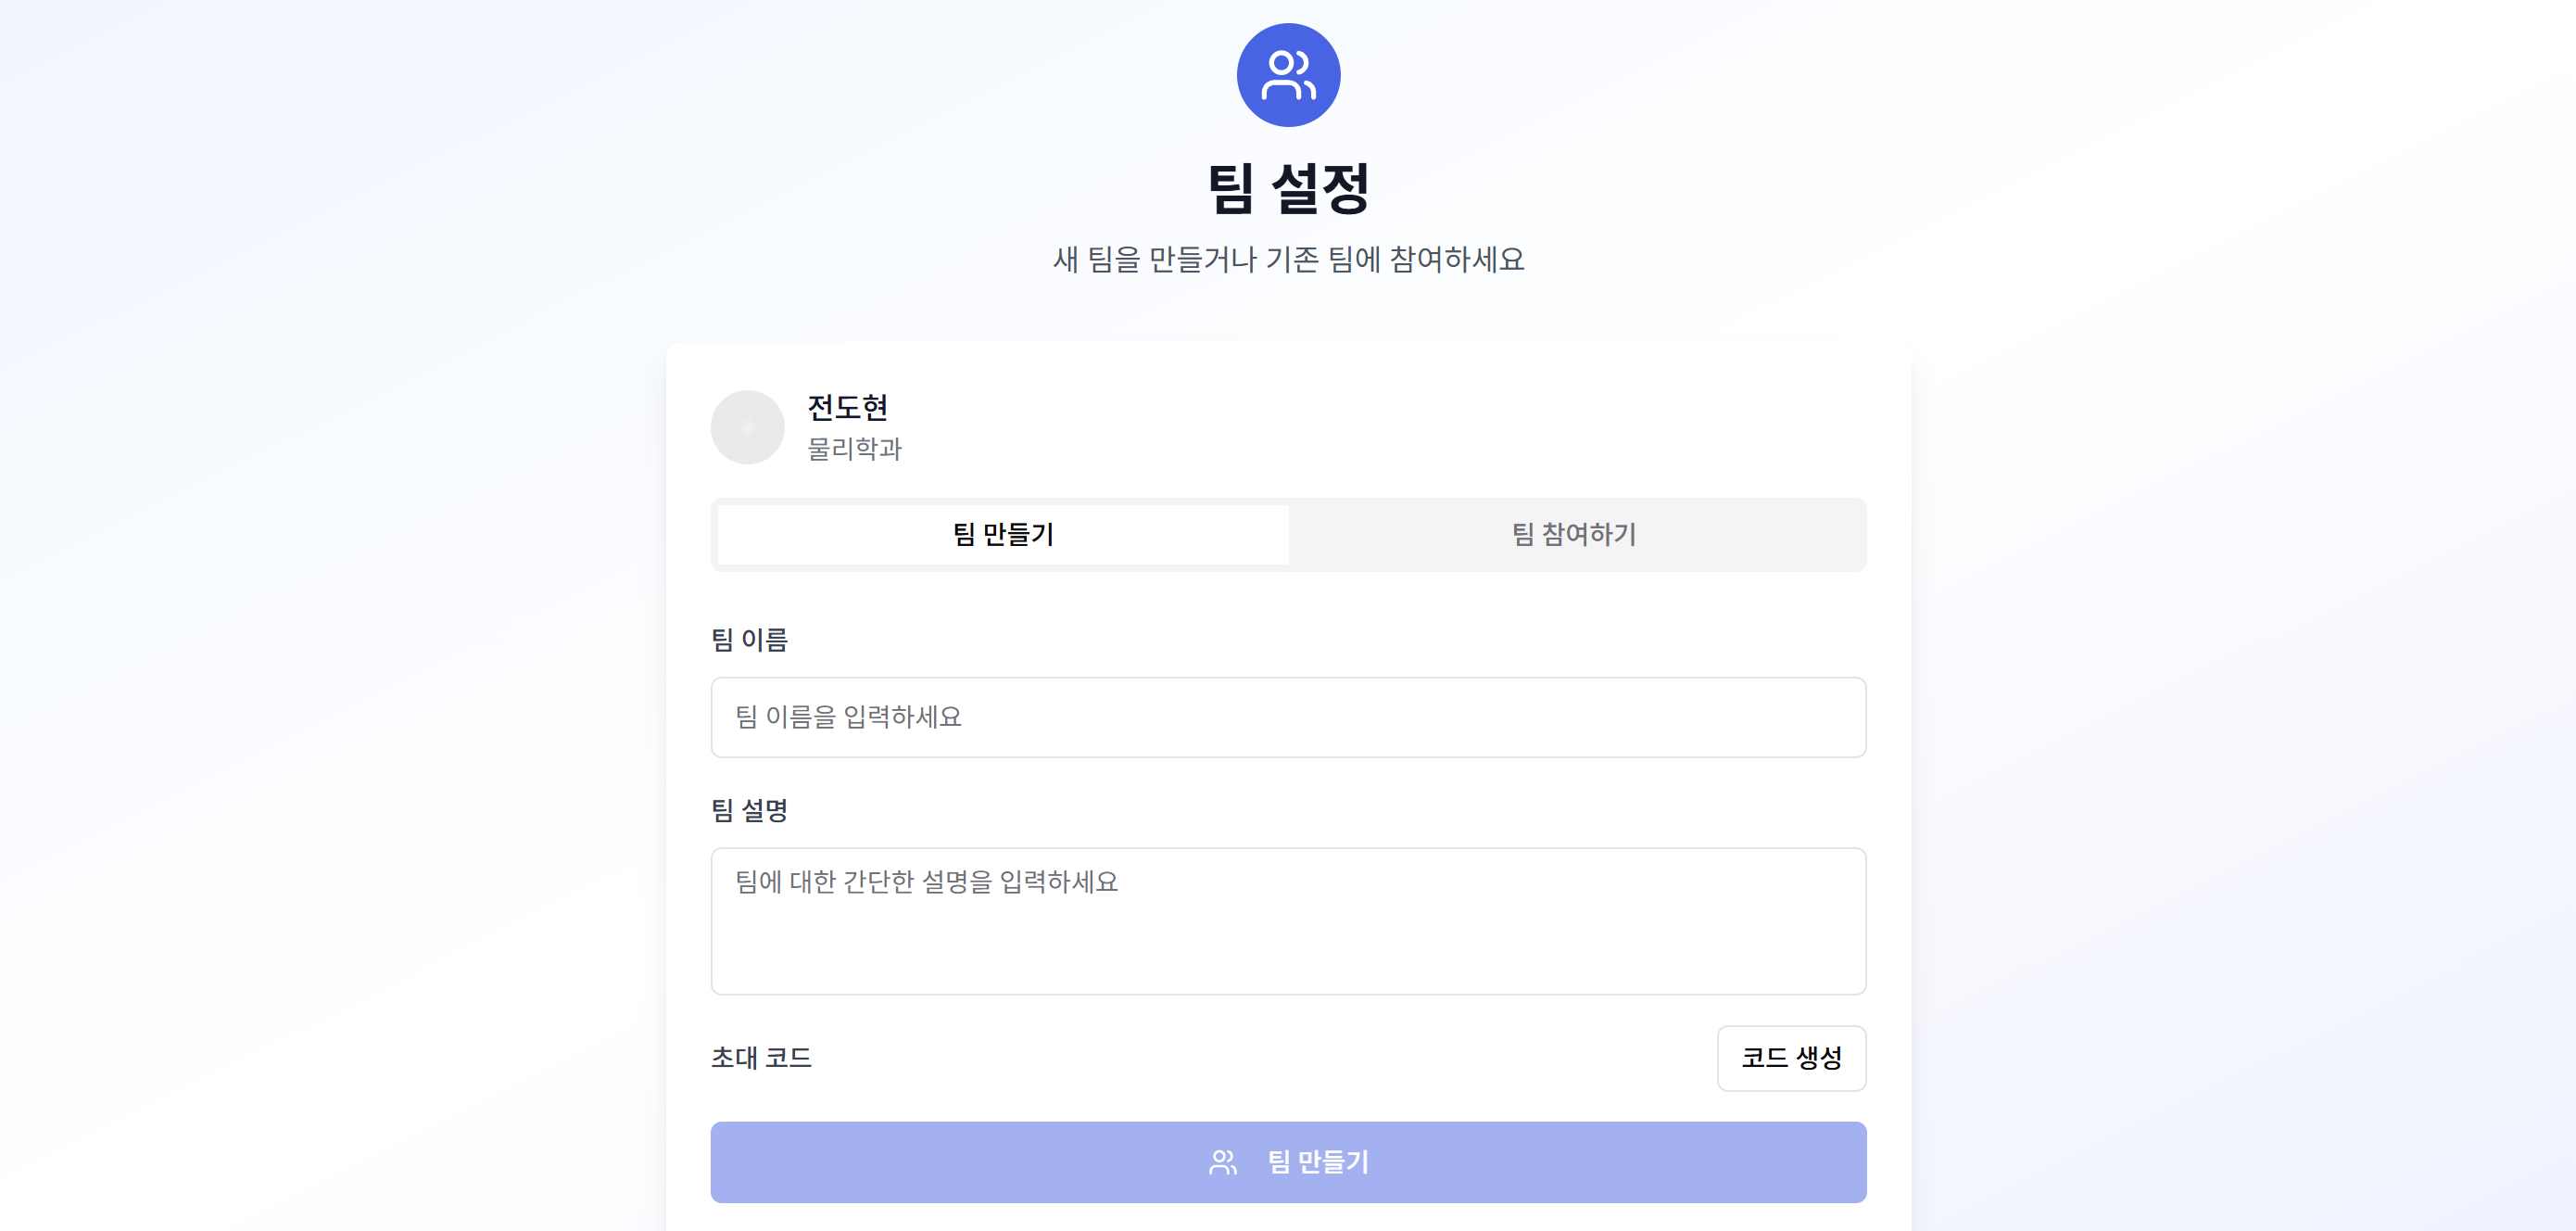 팀 설정
새 팀을 만들거나 기존 팀에 참여하세요
전도현
물리학과
팀 만들기
팀 참여하기
팀 이름
팀 이름을 입력하세요
팀 설명
팀에 대한 간단한 설명을 입력하세요
초대 코드
코드 생성
팀 만들기